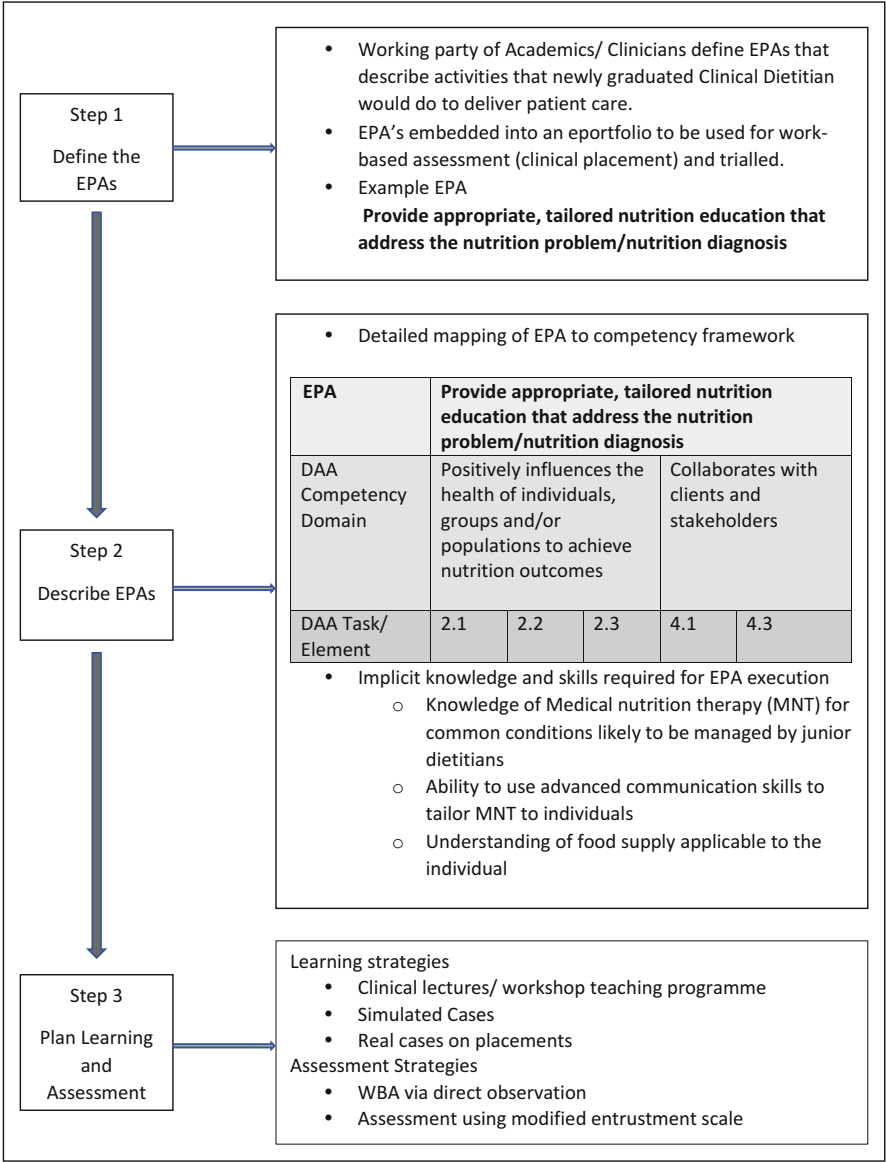 Step 1
Define the
EPAs
• Working party of Academics/ Clinicians define EPAs that
describe activities that newly graduated Clinical Dietitian
would do to deliver patient care.
• EPA's embedded into an eportfolio to be used for work-
based assessment (clinical placement) and trialled.
• Example EPA
Provide appropriate, tailored nutrition education that
address the nutrition problem/nutrition diagnosis
Step 2
Describe EPAs
• Detailed mapping of EPA to competency framework
EPA
Provide appropriate, tailored nutrition
education that address the nutrition
problem/nutrition diagnosis
DAA
Competency
Domain
Positively influences the
health of individuals,
groups and/or
populations to achieve
nutrition outcomes
Collaborates with
clients and
stakeholders
DAA Task/
Element
2.1
2.2
2.3
4.1
4.3
• Implicit knowledge and skills required for EPA execution
o Knowledge of Medical nutrition therapy (MNT) for
common conditions likely to be managed by junior
dietitians
o Ability to use advanced communication skills to
tailor MNT to individuals
o Understanding of food supply applicable to the
individual
Step 3
Plan Learning
and
Assessment
Learning strategies
• Clinical lectures/ workshop teaching programme
• Simulated Cases
• Real cases on placements
Assessment Strategies
• WBA via direct observation
• Assessment using modified entrustment scale